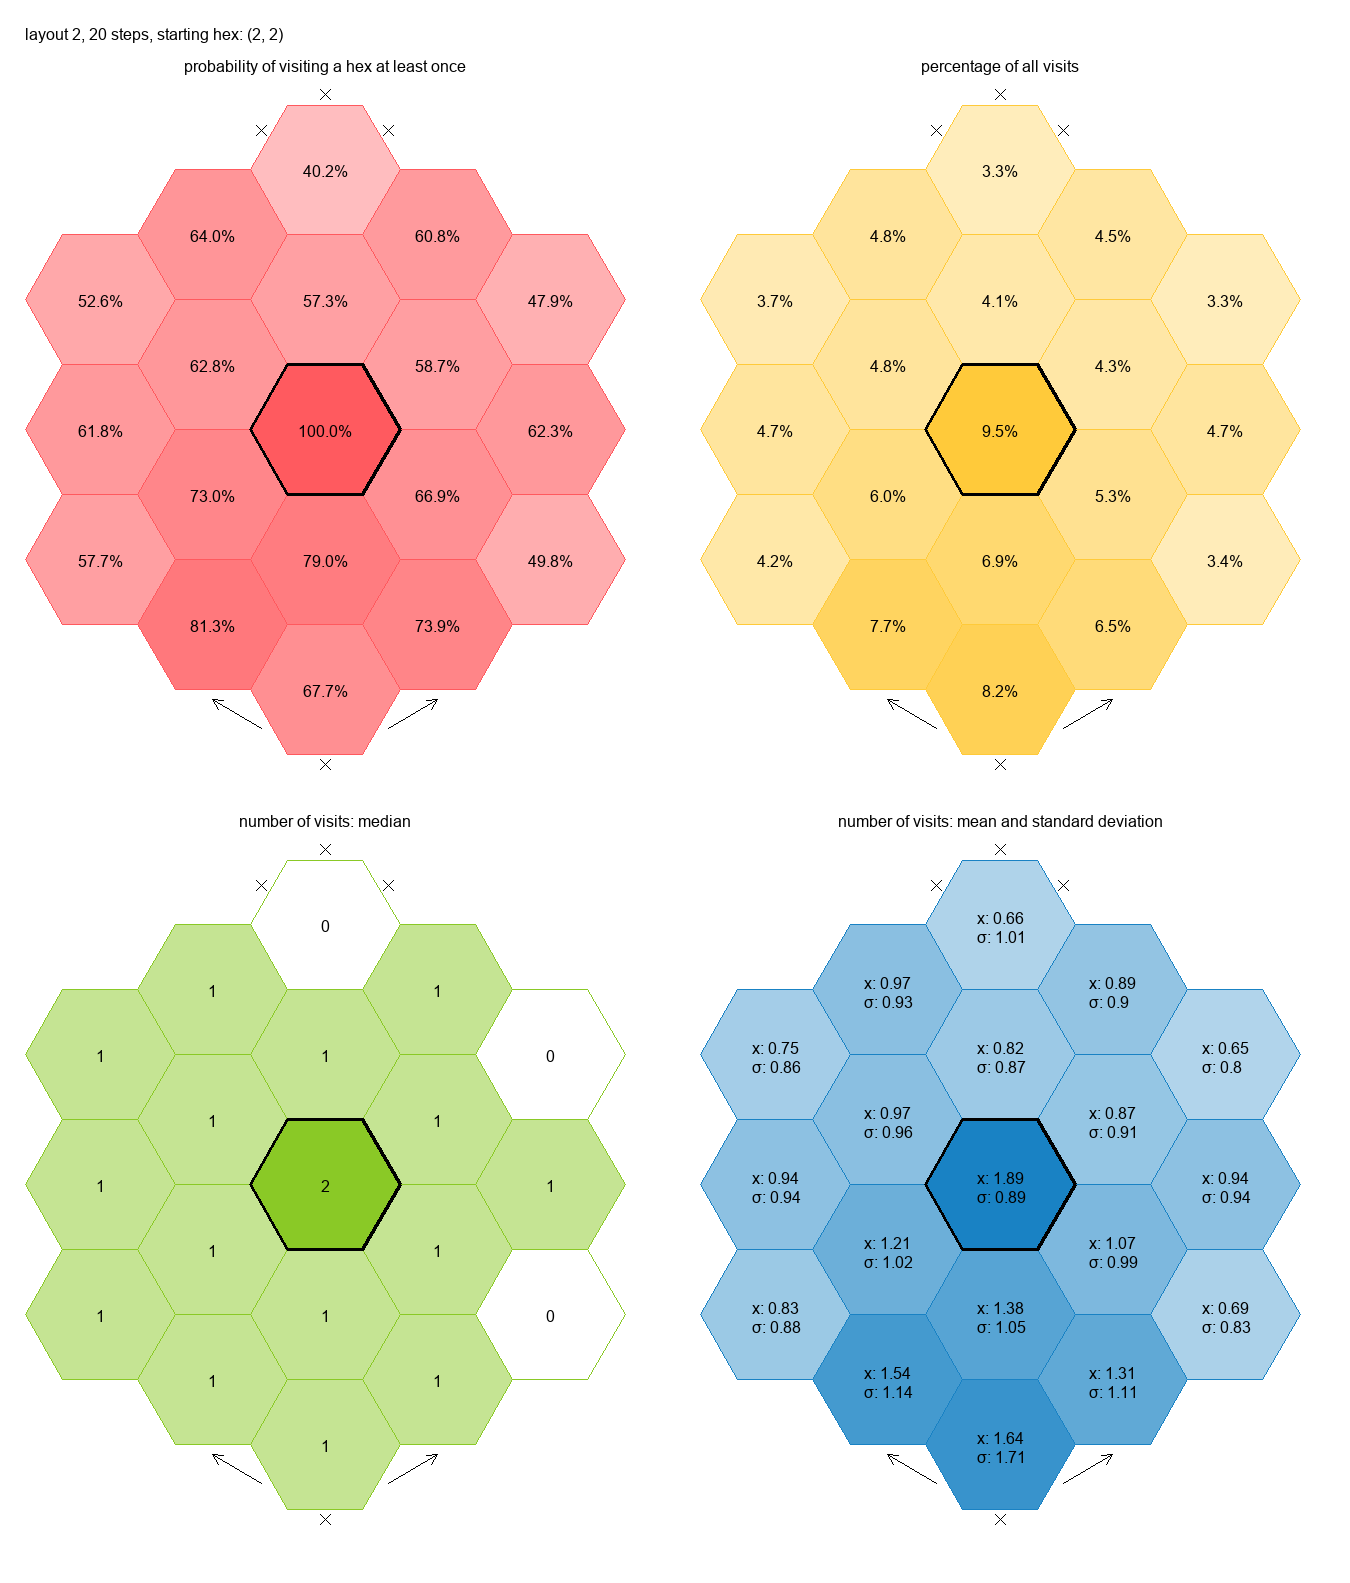 layout 2, 20 steps, starting hex: (2, 2)
probability of visiting a hex at least once
40.2%
64.0%
60.8%
52.6%
57.3%
47.9%
62.8%
58.7%
61.8%
100.0%
62.3%
73.0%
66.9%
57.7%
79.0%
49.8%
81.3%
73.9%
67.7%
percentage of all visits
3.3%
4.8%
4.5%
3.7%
4.1%
3.3%
4.8%
4.3%
4.7%
9.5%
4.7%
6.0%
5.3%
4.2%
6.9%
3.4%
7.7%
6.5%
8.2%
number of visits: median
0
1
1
1
1
0
1
1
1
2
1
1
1
1
1
0
1
1
1
number of visits: mean and standard deviation
x: 0.66
σ: 1.01
x: 0.97
σ: 0.93
x: 0.89
σ: 0.9
x: 0.75
σ: 0.86
x: 0.82
σ: 0.87
x: 0.65
σ: 0.8
x: 0.97
σ: 0.96
x: 0.87
σ: 0.91
x: 0.94
σ: 0.94
x: 1.89
σ: 0.89
x: 0.94
σ: 0.94
x: 1.21
σ: 1.02
x: 1.07
σ: 0.99
x: 0.83
σ: 0.88
x: 1.38
σ: 1.05
x: 0.69
σ: 0.83
x: 1.54
σ: 1.14
x: 1.31
σ: 1.11
x: 1.64
σ: 1.71